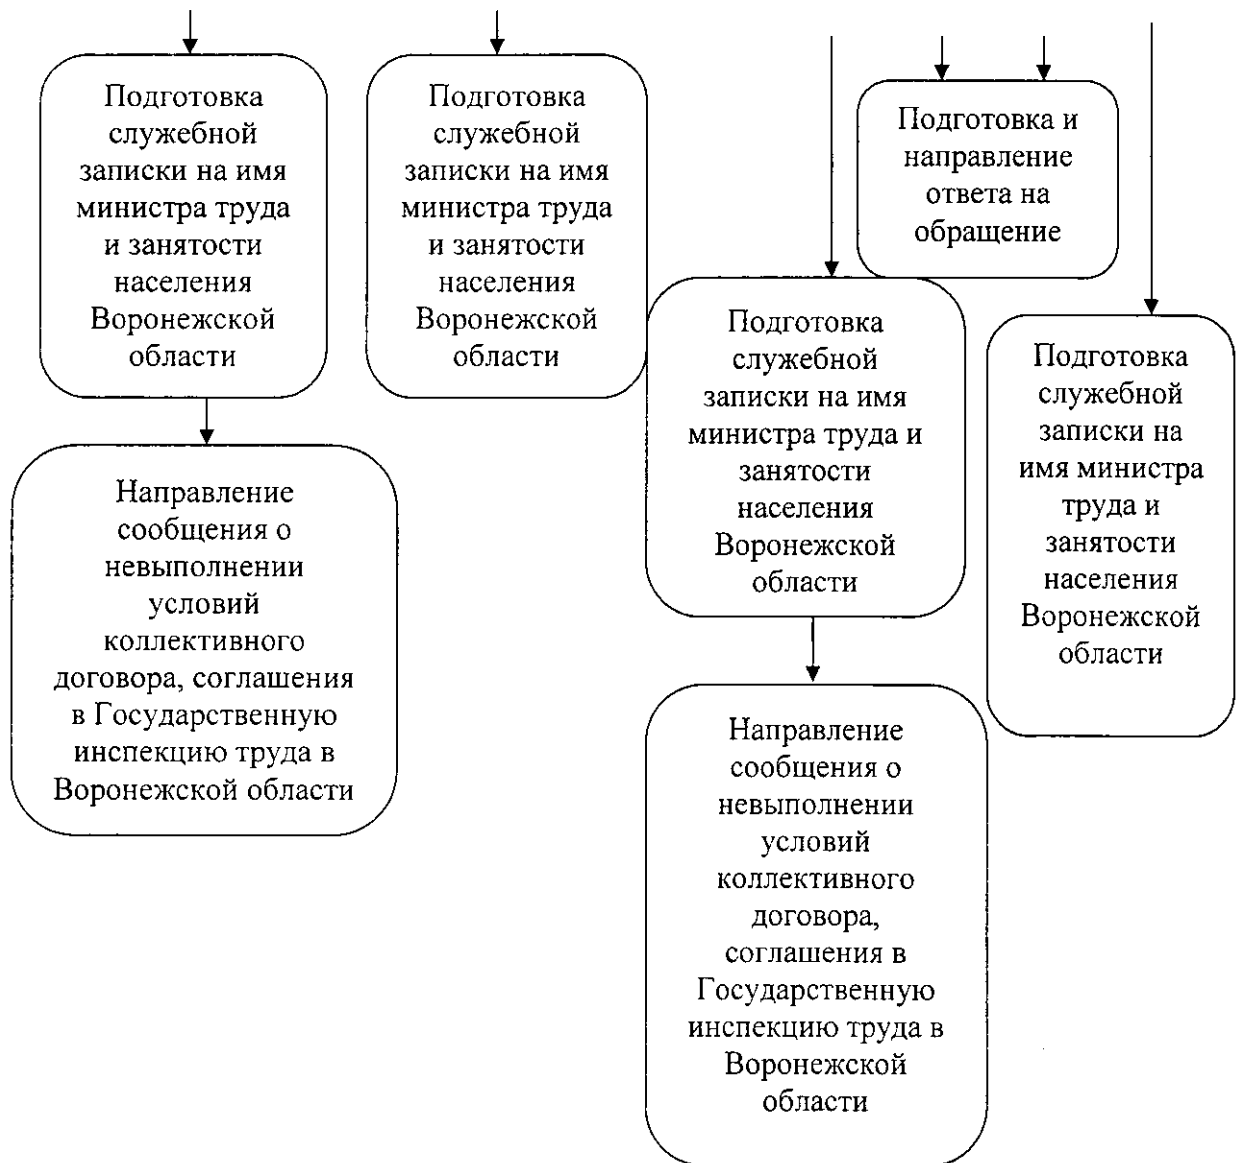 Подготовка
служебной
записки на имя
министра труда
и занятости
населения
Воронежской
области
Подготовка
служебной
записки на имя
министра труда
и занятости
населения
Воронежской
области
Подготовка и
направление
ответа на
обращение
Подготовка
служебной
записки на имя
министра труда и
занятости
населения
Воронежской
области
Подготовка
служебной
записки на
имя министра
труда и
занятости
населения
Воронежской
области
Направление
сообщения о
невыполнении
условий
коллективного
договора, соглашения
в Государственную
инспекцию труда в
Воронежской области
Направление
сообщения о
невыполнении
условий
коллективного
договора,
соглашения в
Государственную
инспекцию труда в
Воронежской
области